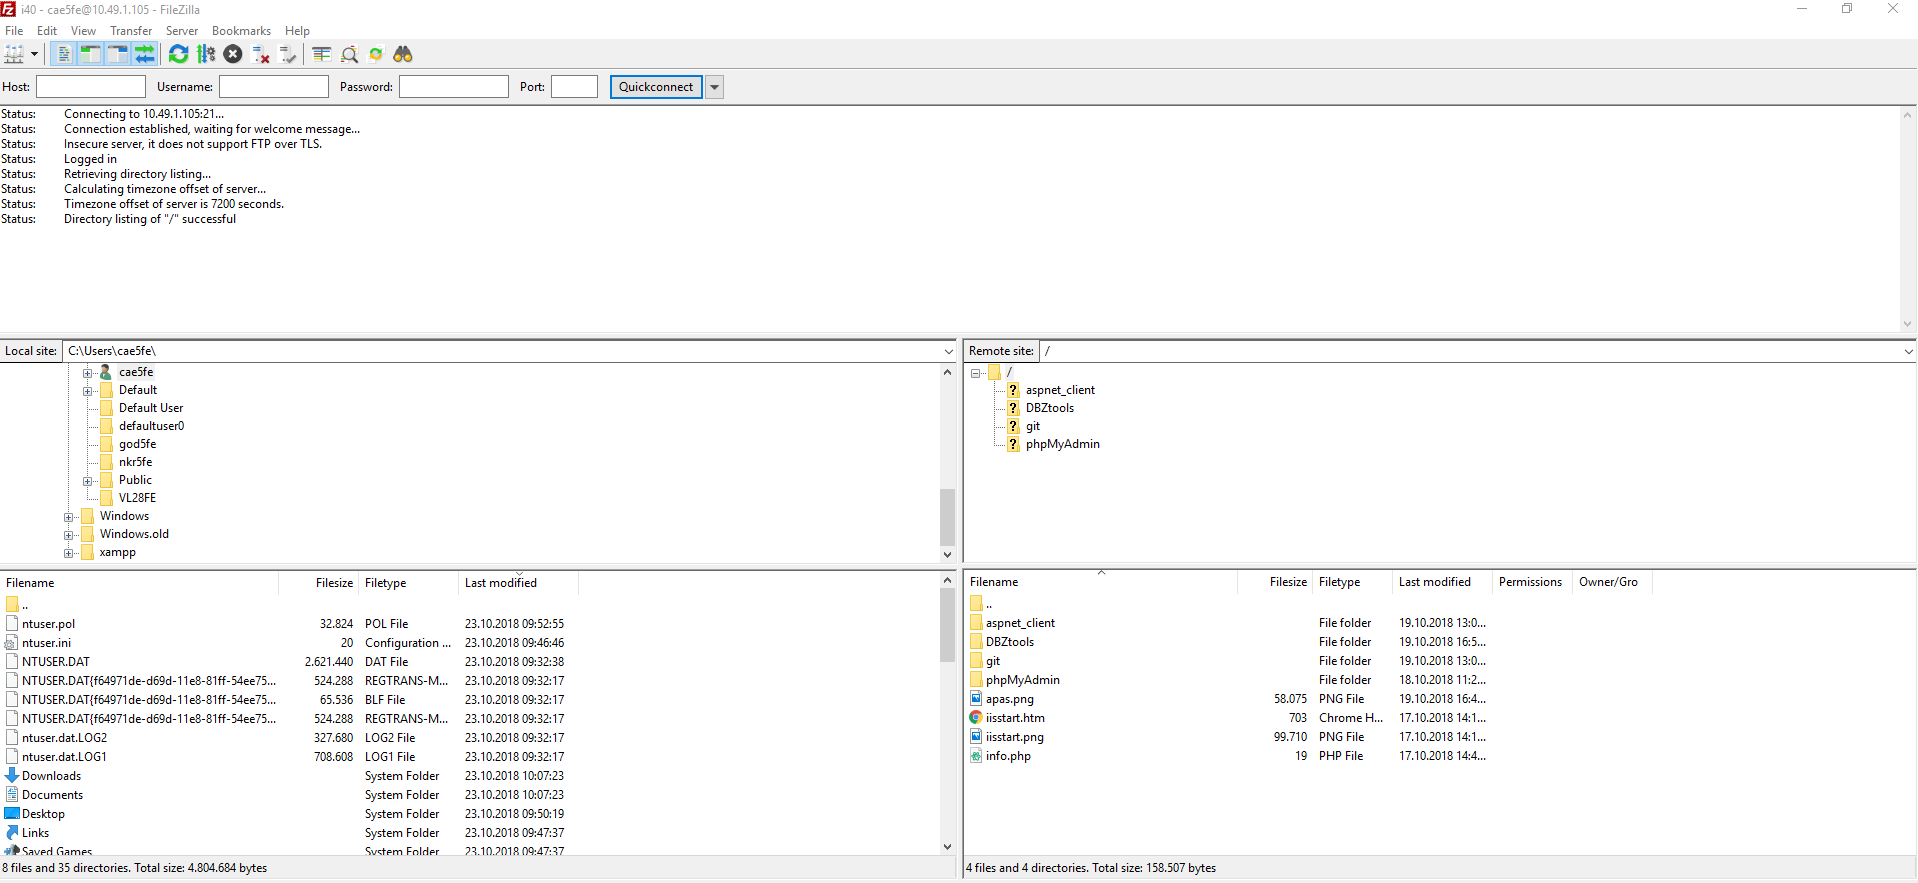 i40 - cae5fe@10.49.1.105 - FileZilla
File Edit View Transfer Server Bookmarks Help
Host: Username: Password: Port: Quickconnect
Status: Connecting to 10.49.1.105:21...
Status: Connection established, waiting for welcome message...
Status: Insecure server, it does not support FTP over TLS.
Status: Logged in
Status: Retrieving directory listing...
Status: Calculating timezone offset of server...
Status: Timezone offset of server is 7200 seconds.
Status: Directory listing of "/" successful
Local site: C:\Users\cae5fe\
cae5fe
Default
Default User
defaultuser0
god5fe
nkr5fe
Public
VL28FE
Windows
Windows.old
xampp
Filename Filesize Filetype Last modified
..
ntuser.pol 32.824 POL File 23.10.2018 09:52:55
ntuser.ini 20 Configuration ... 23.10.2018 09:46:46
NTUSER.DAT 2.621.440 DAT File 23.10.2018 09:32:38
NTUSER.DAT{f64971de-d69d-11e8-81ff-54ee75... 524.288 REGTRANS-M... 23.10.2018 09:32:17
NTUSER.DAT{f64971de-d69d-11e8-81ff-54ee75... 65.536 BLF File 23.10.2018 09:32:17
NTUSER.DAT{f64971de-d69d-11e8-81ff-54ee75... 524.288 REGTRANS-M... 23.10.2018 09:32:17
ntuser.dat.LOG2 327.680 LOG2 File 23.10.2018 09:32:17
ntuser.dat.LOG1 708.608 LOG1 File 23.10.2018 09:32:17
Downloads System Folder 23.10.2018 10:07:23
Documents System Folder 23.10.2018 10:07:23
Desktop System Folder 23.10.2018 09:50:19
Links System Folder 23.10.2018 09:47:37
Saved Games System Folder 23.10.2018 09:47:37
8 files and 35 directories. Total size: 4.804.684 bytes
Remote site: /
/
? aspnet_client
? DBZtools
? git
? phpMyAdmin
Filename Filesize Filetype Last modified Permissions Owner/Gro
..
aspnet_client File folder 19.10.2018 13:0...
DBZtools File folder 19.10.2018 16:5...
git File folder 19.10.2018 13:0...
phpMyAdmin File folder 18.10.2018 11:2...
apas.png 58.075 PNG File 19.10.2018 16:4...
iisstart.htm 703 Chrome H... 17.10.2018 14:1...
iisstart.png 99.710 PNG File 17.10.2018 14:1...
info.php 19 PHP File 17.10.2018 14:4...
4 files and 4 directories. Total size: 158.507 bytes